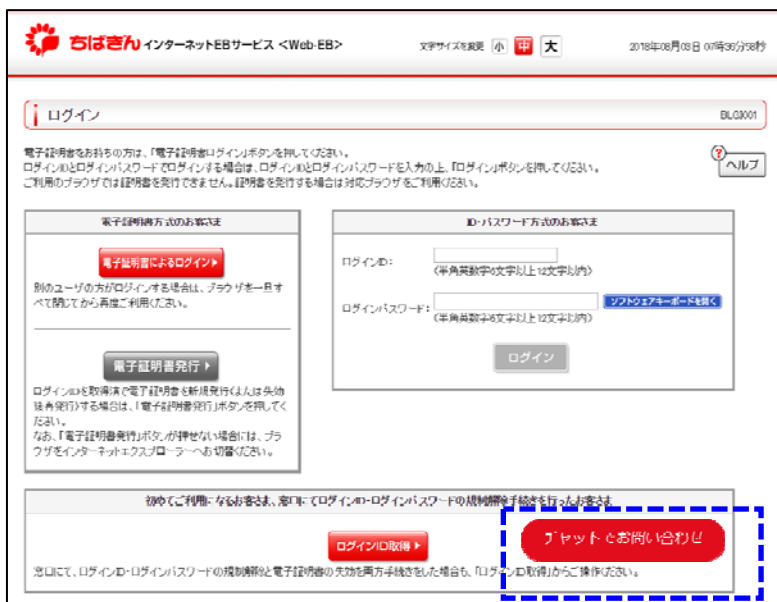 ちばぎん インターネットEBサービス <Web-EB>
文字サイズを変更 小 中 大
2018年08月03日 07時36分58秒
ログイン
BLGI001
電子証明書をお持ちの方は、「電子証明書ログイン」ボタンを押してください。
ログインIDとログインパスワードでログインする場合は、ログインIDとログインパスワードを入力の上、「ログイン」ボタンを押してください。
ご利用のブラウザでは証明書を発行できません。証明書を発行する場合は対応ブラウザをご利用ください。
? ヘルプ
電子証明書方式のお客さま
電子証明書によるログイン
別のユーザの方がログインする場合は、ブラウザを一旦す
べて閉じてから再度ご利用ください。
電子証明書発行
ログインIDを取得済で電子証明書を新規発行(または失効
後再発行)する場合は、「電子証明書発行」ボタンを押してく
ださい。
なお、「電子証明書発行」ボタンが押せない場合には、ブラ
ウザをインターネットエクスプローラーへお切替ください。
ID・パスワード方式のお客さま
ログインID:
(半角英数字6文字以上12文字以内)
ログインパスワード:
ソフトウェアキーボードを開く
(半角英数字6文字以上12文字以内)
ログイン
初めてご利用になるお客さま、窓口にてログインID・ログインパスワードの規制解除手続きを行ったお客さま
ログインID取得
チャットでお問い合わせ
窓口にて、ログインID・ログインパスワードの規制解除と電子証明書の失効を両方手続きをした場合も、「ログインID取得」からご操作ください。